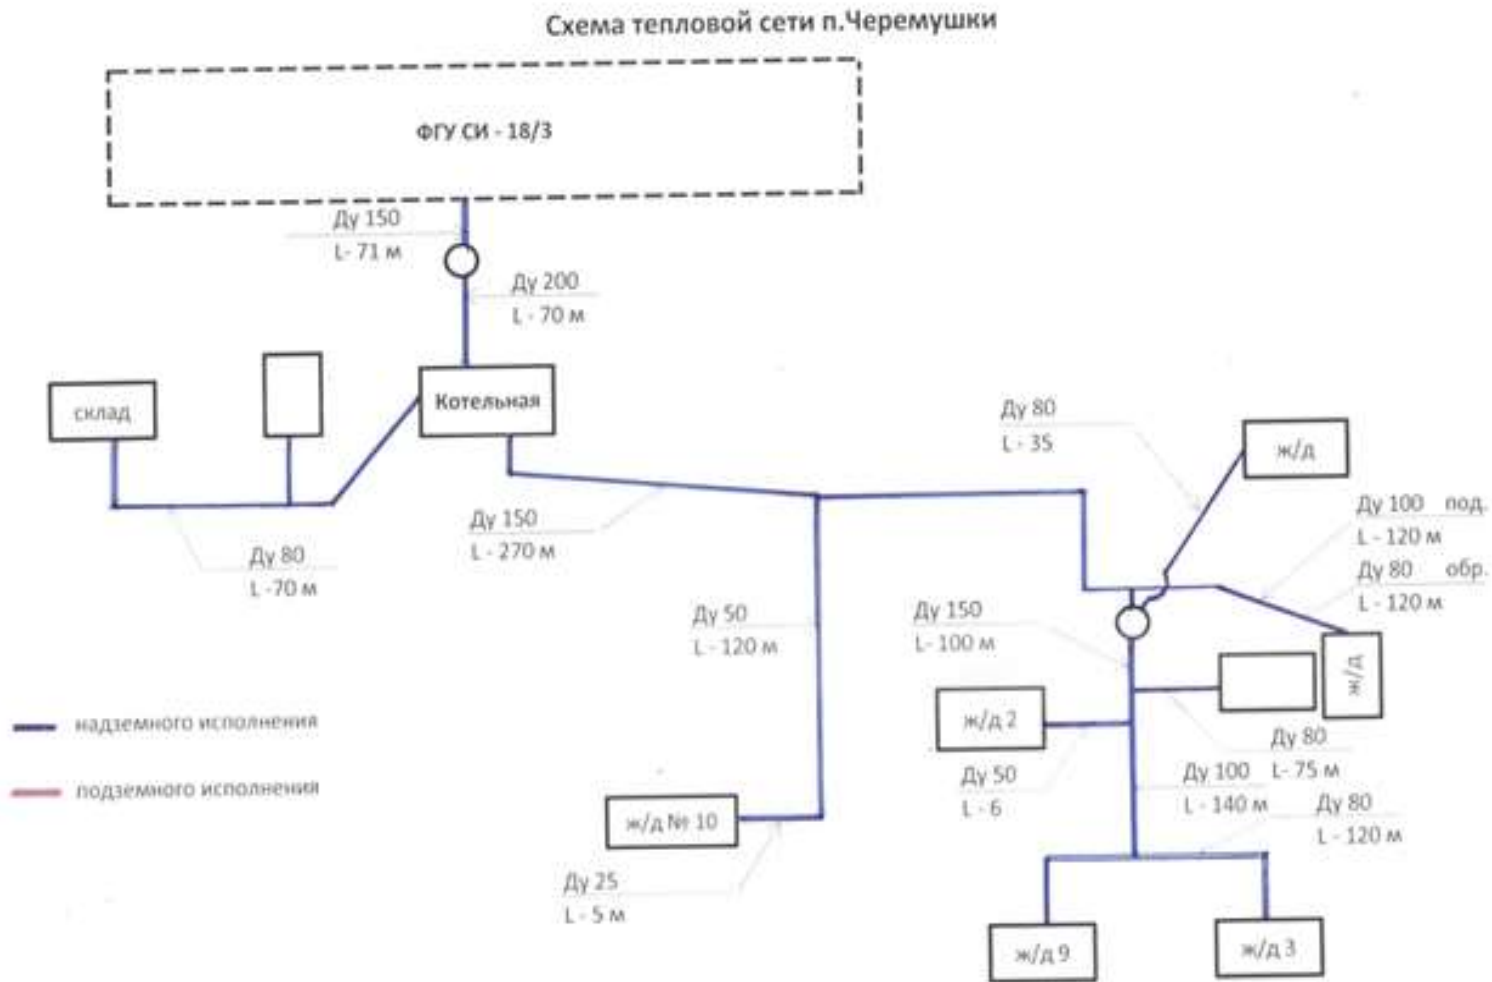 Схема тепловой сети п.Черемушки
ФГУ СИ - 18/3
Ду 150
L- 71 м
Ду 200
L - 70 м
склад
Котельная
Ду 80
L -70 м
Ду 150
L - 270 м
Ду 80
L - 35
ж/д
Ду 100 под.
L - 120 м
Ду 80 обр.
L - 120 м
ж/д
Ду 50
L - 120 м
Ду 150
L- 100 м
ж/д 2
Ду 50
L - 6
Ду 80
L- 75 м
Ду 100
L - 140 м
Ду 80
L - 120 м
надземного исполнения
подземного исполнения
ж/д № 10
Ду 25
L - 5 м
ж/д 9
ж/д 3